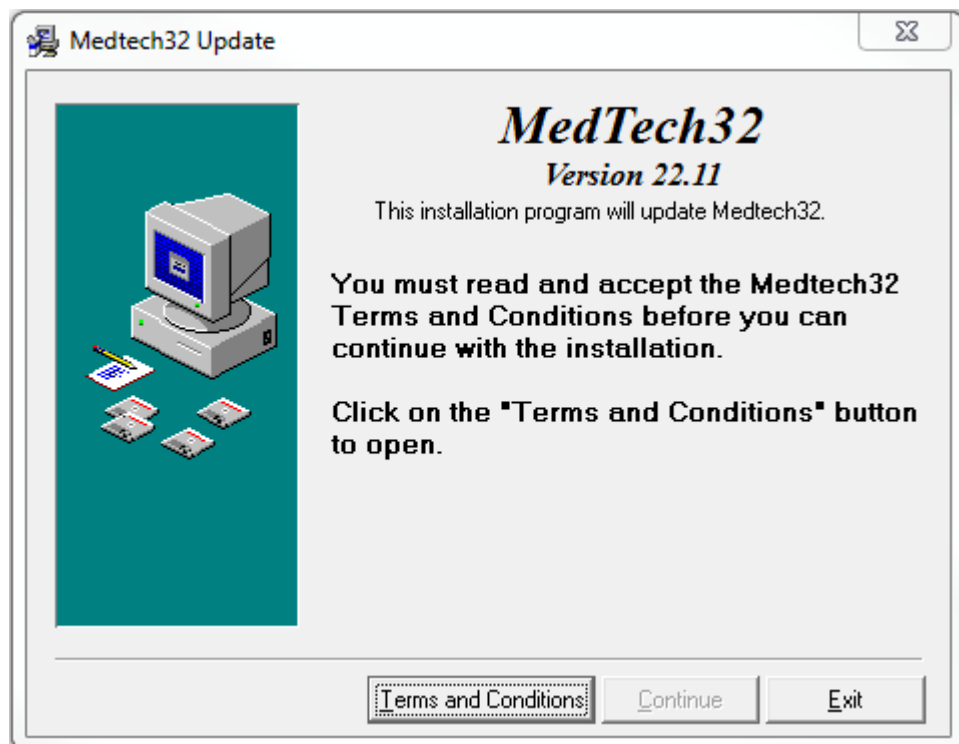 Medtech32 Update
MedTech32
Version 22.11
This installation program will update Medtech32.
You must read and accept the Medtech32
Terms and Conditions before you can
continue with the installation.
Click on the "Terms and Conditions" button
to open.
Terms and Conditions
Continue
Exit